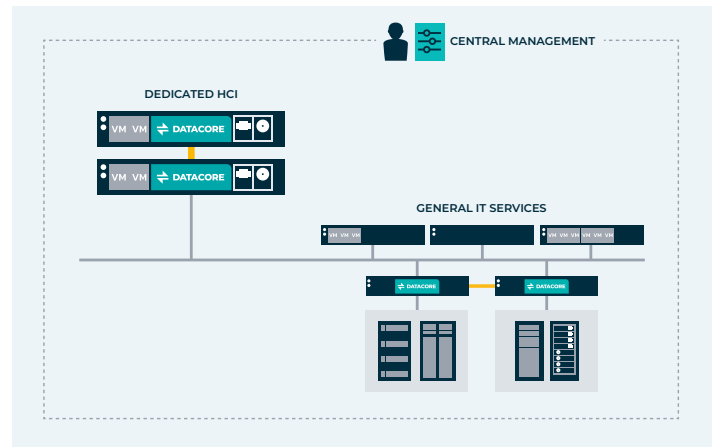 CENTRAL MANAGEMENT
DEDICATED HCI
VM VM DATACORE
VM VM DATACORE
GENERAL IT SERVICES
VM VM VM
VM VM VM VM VM VM
DATACORE
DATACORE